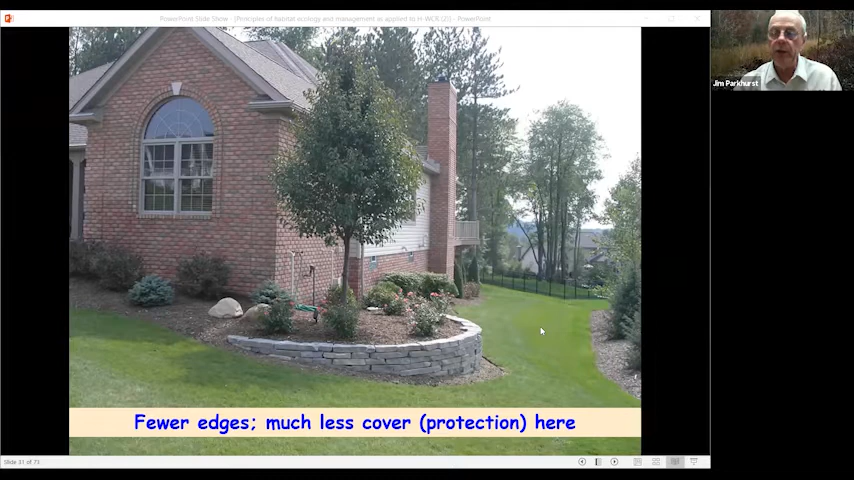 PowerPoint Slide Show - [Principles of habitat ecology and management as applied to H-WCR (2)] - PowerPoint
Jim Parkhurst
Fewer edges; much less cover (protection) here
Slide 31 of 71